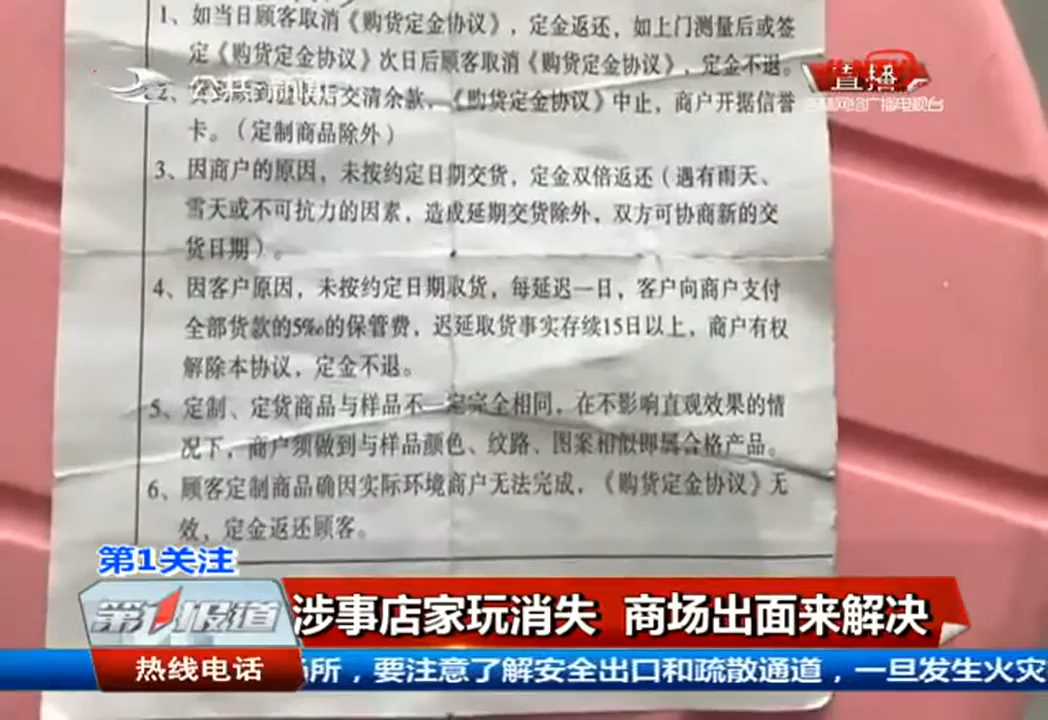 1、如当日顾客取消《购货定金协议》，定金返还，如上门测量后或签
定《购货定金协议》次日后顾客取消《购货定金协议》，定金不退。
直播
公共·新闻
吉林网络广播电视台
2、到验收后交清余款，《购货定金协议》中止，商户开据信誉
卡。（定制商品除外）
3、因商户的原因，未按约定日期交货，定金双倍返还（遇有雨天、
雪天或不可抗力的因素，造成延期交货除外，双方可协商新的交
货日期）。
4、因客户原因，未按约定日期取货，每延迟一日，客户向商户支付
全部货款的5‰的保管费，迟延取货事实存续15日以上，商户有权
解除本协议，定金不退。
5、定制、定货商品与样品不一定完全相同，在不影响直观效果的情
况下，商户须做到与样品颜色、纹路、图案相似即属合格产品。
6、顾客定制商品确因实际环境商户无法完成，《购货定金协议》无
效，定金返还顾客。
第1关注
第1报道
涉事店家玩消失 商场出面来解决
热线电话
场所，要注意了解安全出口和疏散通道，一旦发生火灾